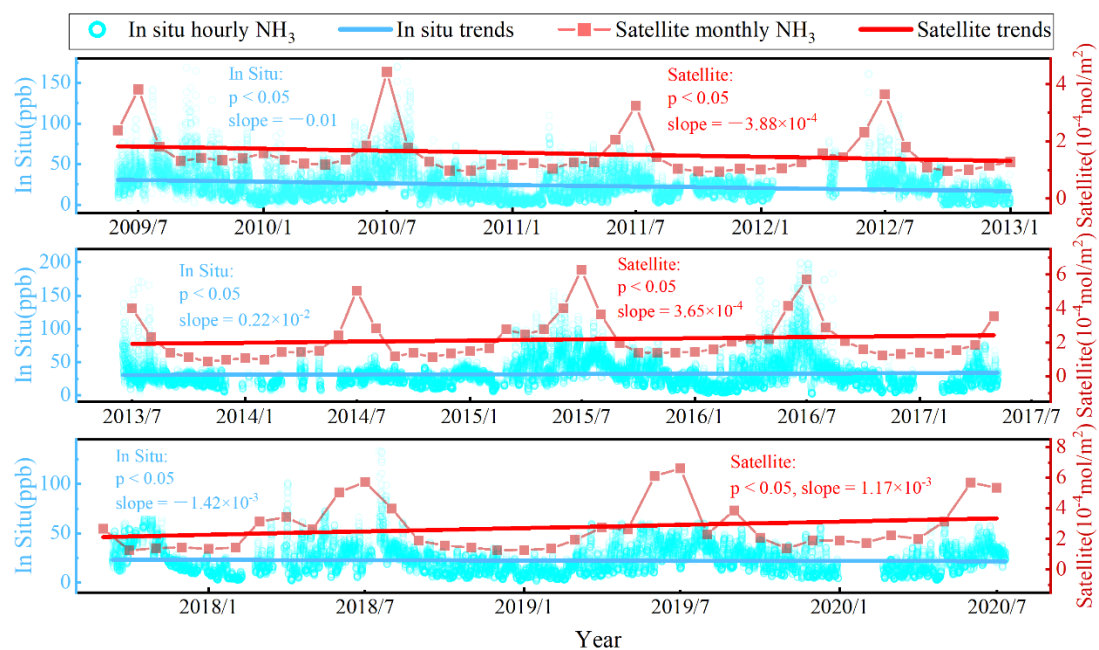 In situ hourly NH₃ In situ trends Satellite monthly NH₃ Satellite trends
In Situ(ppb)
150
100
50
0
In Situ:
p < 0.05
slope = −0.01
Satellite:
p < 0.05
slope = −3.88×10⁻⁴
4
2
0
Satellite(10⁻⁴mol/m²)
2009/7 2010/1 2010/7 2011/1 2011/7 2012/1 2012/7 2013/1
In Situ(ppb)
200
150
100
50
0
In Situ:
p < 0.05
slope = 0.22×10⁻²
Satellite:
p < 0.05
slope = 3.65×10⁻⁴
6
4
2
0
Satellite(10⁻⁴mol/m²)
2013/7 2014/1 2014/7 2015/1 2015/7 2016/1 2016/7 2017/1 2017/7
In Situ(ppb)
100
50
0
In Situ:
p < 0.05
slope = −1.42×10⁻³
Satellite:
p < 0.05, slope = 1.17×10⁻³
8
6
4
2
0
Satellite(10⁻⁴mol/m²)
2018/1 2018/7 2019/1 2019/7 2020/1 2020/7
Year